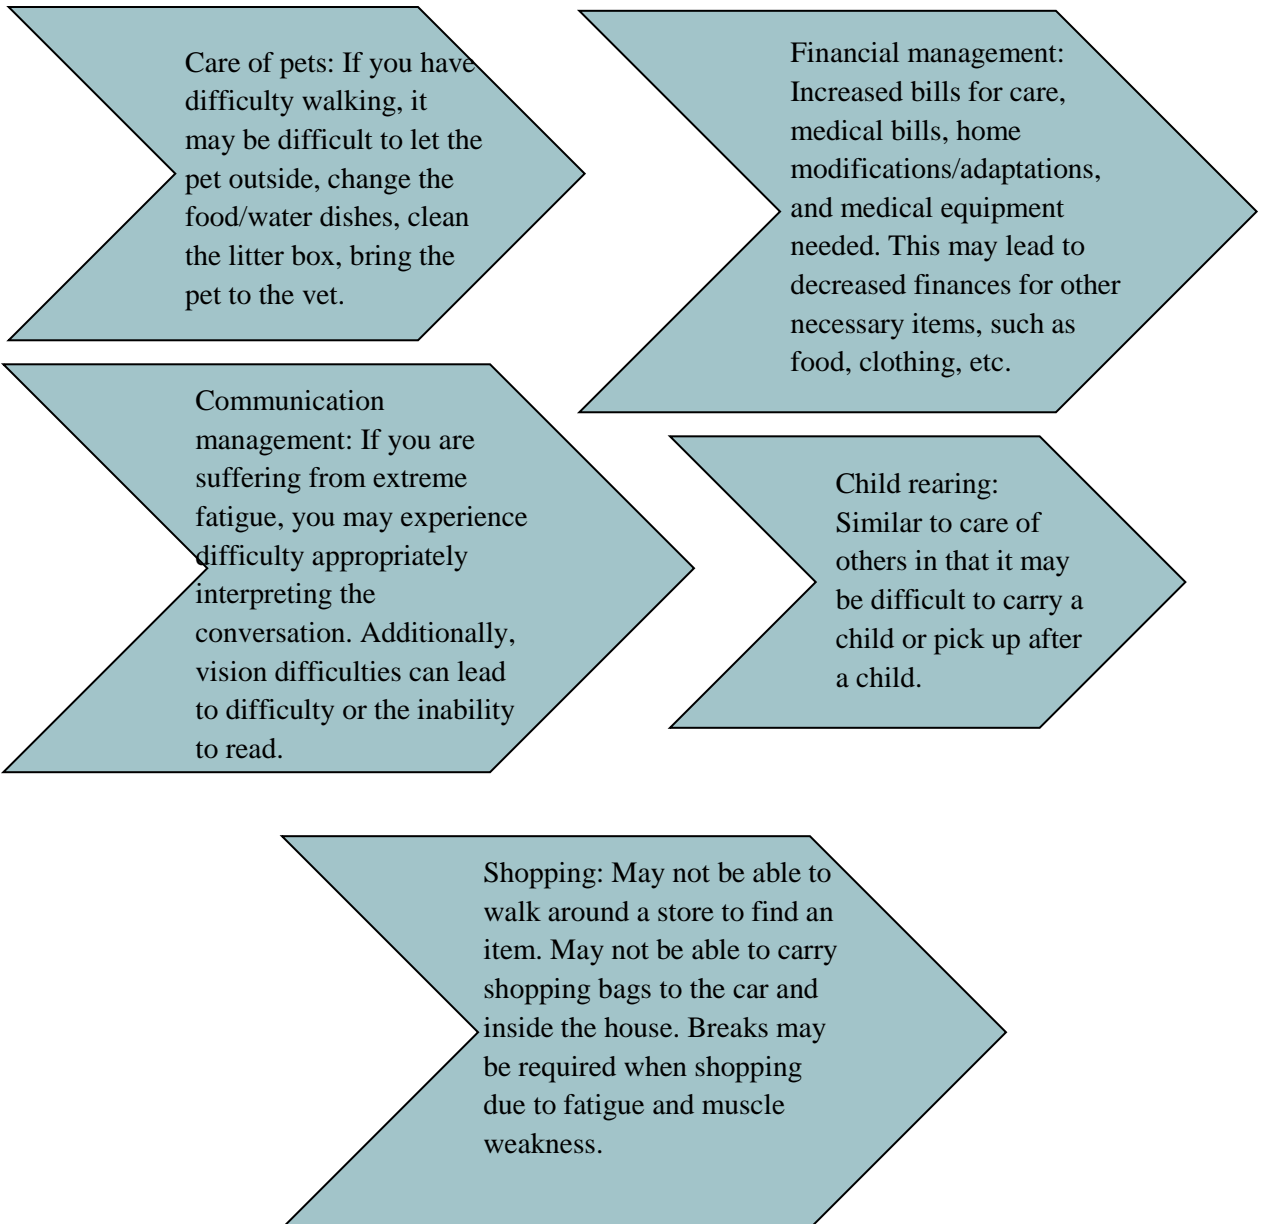 Care of pets: If you have
difficulty walking, it
may be difficult to let the
pet outside, change the
food/water dishes, clean
the litter box, bring the
pet to the vet.
Financial management:
Increased bills for care,
medical bills, home
modifications/adaptations,
and medical equipment
needed. This may lead to
decreased finances for other
necessary items, such as
food, clothing, etc.
Communication
management: If you are
suffering from extreme
fatigue, you may experience
difficulty appropriately
interpreting the
conversation. Additionally,
vision difficulties can lead
to difficulty or the inability
to read.
Child rearing:
Similar to care of
others in that it may
be difficult to carry a
child or pick up after
a child.
Shopping: May not be able to
walk around a store to find an
item. May not be able to carry
shopping bags to the car and
inside the house. Breaks may
be required when shopping
due to fatigue and muscle
weakness.